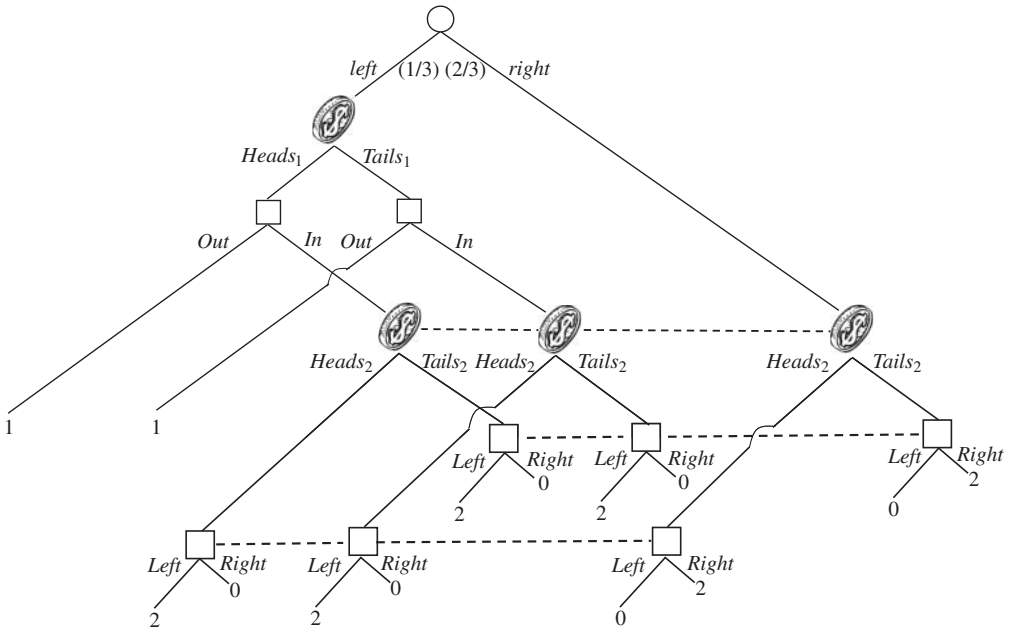 left (1/3) (2/3) right
Heads1 Tails1
Out In Out In
Heads2 Tails2 Heads2 Tails2 Heads2 Tails2
1 1
Left Right Left Right Left Right
0 0 2
2 2 0
Left Right Left Right Left Right
0 0 2
2 2 0